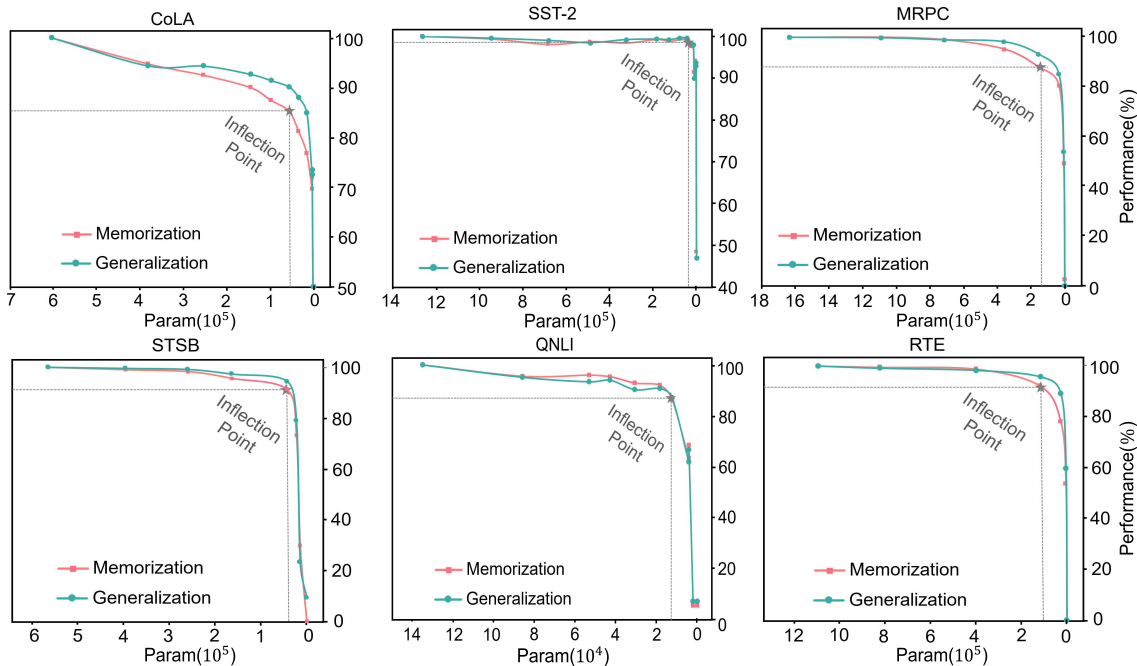 CoLA
100
90
80
70
60
50
Inflection
Point
Memorization
Generalization
7 6 5 4 3 2 1 0
Param(10⁵)
SST-2
100
90
80
70
60
50
40
Inflection
Point
Memorization
Generalization
14 12 10 8 6 4 2 0
Param(10⁵)
MRPC
100
80
60
40
20
0
Performance(%)
Inflection
Point
Memorization
Generalization
18 16 14 12 10 8 6 4 2 0
Param(10⁵)
STSB
100
80
60
40
20
0
Inflection
Point
Memorization
Generalization
6 5 4 3 2 1 0
Param(10⁵)
QNLI
100
80
60
40
20
0
Inflection
Point
Memorization
Generalization
14 12 10 8 6 4 2 0
Param(10⁴)
RTE
100
80
60
40
20
0
Performance(%)
Inflection
Point
Memorization
Generalization
12 10 8 6 4 2 0
Param(10⁵)